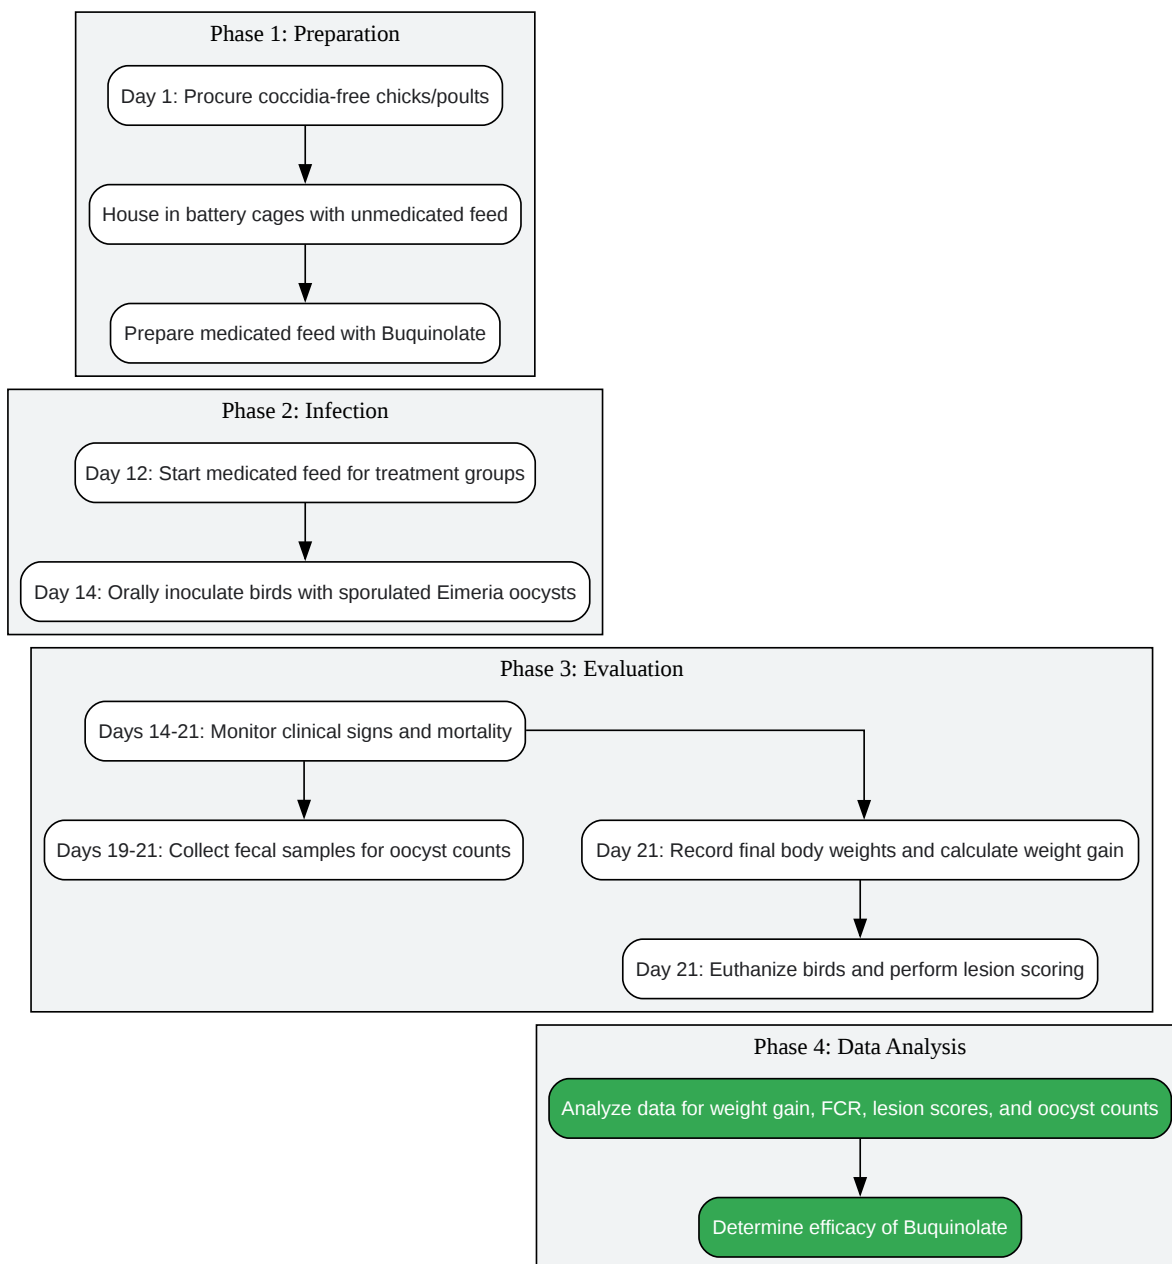 Phase 1: Preparation
Day 1: Procure coccidia-free chicks/poults
House in battery cages with unmedicated feed
Prepare medicated feed with Buquinolate
Phase 2: Infection
Day 12: Start medicated feed for treatment groups
Day 14: Orally inoculate birds with sporulated Eimeria oocysts
Phase 3: Evaluation
Days 14-21: Monitor clinical signs and mortality
Days 19-21: Collect fecal samples for oocyst counts
Day 21: Record final body weights and calculate weight gain
Day 21: Euthanize birds and perform lesion scoring
Phase 4: Data Analysis
Analyze data for weight gain, FCR, lesion scores, and oocyst counts
Determine efficacy of Buquinolate